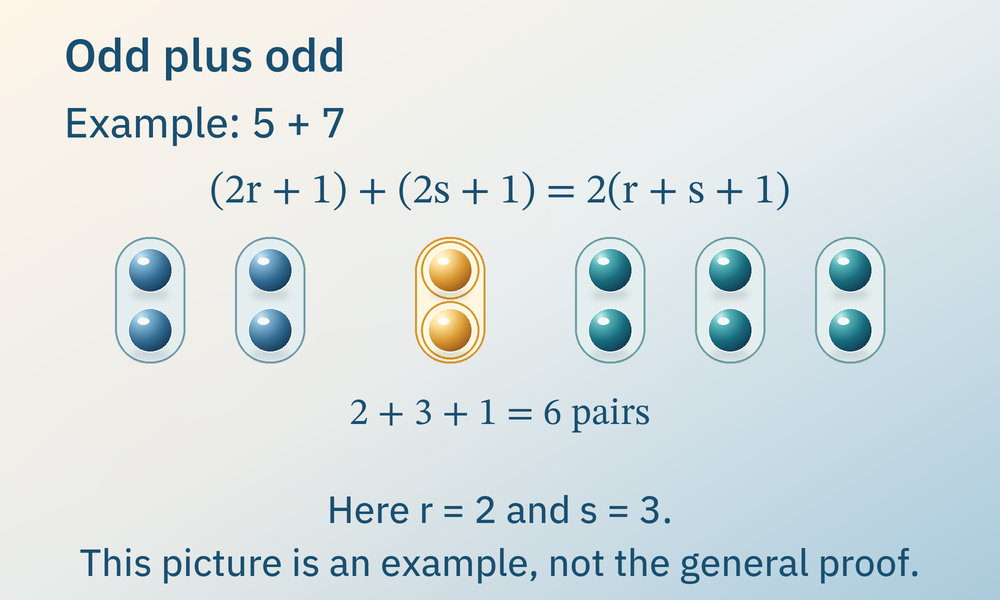 Odd plus odd
Example: 5 + 7
(2r + 1) + (2s + 1) = 2(r + s + 1)
2 + 3 + 1 = 6 pairs
Here r = 2 and s = 3.
This picture is an example, not the general proof.